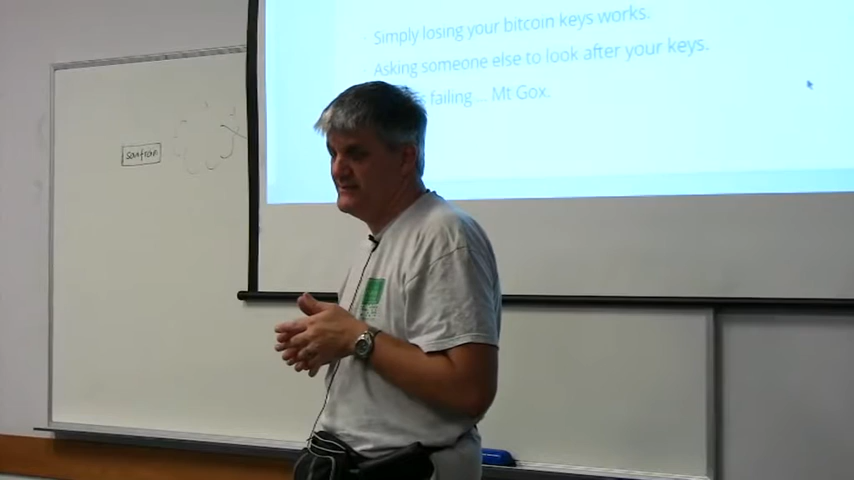 Simply losing your bitcoin keys works.
Asking someone else to look after your keys.
failing ... Mt Gox.